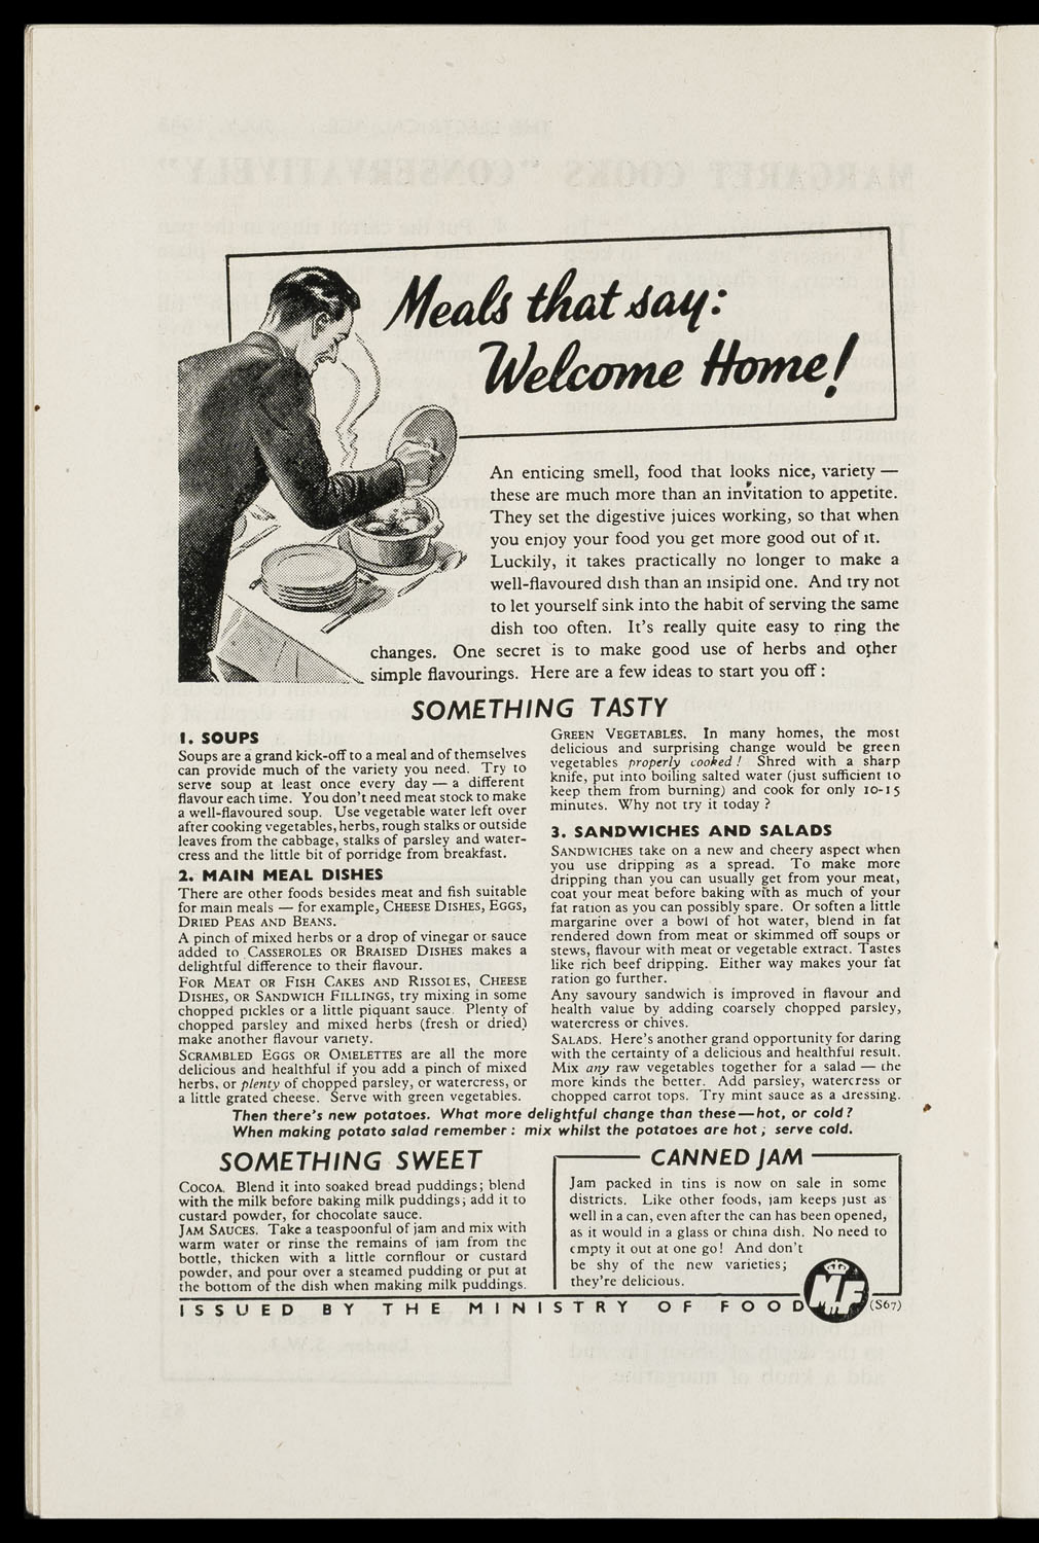 Meals that say:
Welcome Home!
An enticing smell, food that looks nice, variety —
these are much more than an invitation to appetite.
They set the digestive juices working, so that when
you enjoy your food you get more good out of it.
Luckily, it takes practically no longer to make a
well-flavoured dish than an insipid one. And try not
to let yourself sink into the habit of serving the same
dish too often. It's really quite easy to ring the
changes. One secret is to make good use of herbs and other
simple flavourings. Here are a few ideas to start you off :
SOMETHING TASTY
1. SOUPS
Soups are a grand kick-off to a meal and of themselves
can provide much of the variety you need. Try to
serve soup at least once every day — a different
flavour each time. You don't need meat stock to make
a well-flavoured soup. Use vegetable water left over
after cooking vegetables, herbs, rough stalks or outside
leaves from the cabbage, stalks of parsley and water-
cress and the little bit of porridge from breakfast.
2. MAIN MEAL DISHES
There are other foods besides meat and fish suitable
for main meals — for example, CHEESE DISHES, EGGS,
DRIED PEAS AND BEANS.
A pinch of mixed herbs or a drop of vinegar or sauce
added to CASSEROLES OR BRAISED DISHES makes a
delightful difference to their flavour.
FOR MEAT OR FISH CAKES AND RISSOLES, CHEESE
DISHES, OR SANDWICH FILLINGS, try mixing in some
chopped pickles or a little piquant sauce. Plenty of
chopped parsley and mixed herbs (fresh or dried)
make another flavour variety.
SCRAMBLED EGGS OR OMELETTES are all the more
delicious and healthful if you add a pinch of mixed
herbs, or plenty of chopped parsley, or watercress, or
a little grated cheese. Serve with green vegetables.
GREEN VEGETABLES. In many homes, the most
delicious and surprising change would be green
vegetables properly cooked ! Shred with a sharp
knife, put into boiling salted water (just sufficient to
keep them from burning) and cook for only 10-15
minutes. Why not try it today ?
3. SANDWICHES AND SALADS
SANDWICHES take on a new and cheery aspect when
you use dripping as a spread. To make more
dripping than you can usually get from your meat,
coat your meat before baking with as much of your
fat ration as you can possibly spare. Or soften a little
margarine over a bowl of hot water, blend in fat
rendered down from meat or skimmed off soups or
stews, flavour with meat or vegetable extract. Tastes
like rich beef dripping. Either way makes your fat
ration go further.
Any savoury sandwich is improved in flavour and
health value by adding coarsely chopped parsley,
watercress or chives.
SALADS. Here's another grand opportunity for daring
with the certainty of a delicious and healthful result.
Mix any raw vegetables together for a salad — the
more kinds the better. Add parsley, watercress or
chopped carrot tops. Try mint sauce as a dressing.
Then there's new potatoes. What more delightful change than these—hot, or cold ?
When making potato salad remember : mix whilst the potatoes are hot ; serve cold.
SOMETHING SWEET
COCOA. Blend it into soaked bread puddings; blend
with the milk before baking milk puddings; add it to
custard powder, for chocolate sauce.
JAM SAUCES. Take a teaspoonful of jam and mix with
warm water or rinse the remains of jam from the
bottle, thicken with a little cornflour or custard
powder, and pour over a steamed pudding or put at
the bottom of the dish when making milk puddings.
CANNED JAM
Jam packed in tins is now on sale in some
districts. Like other foods, jam keeps just as
well in a can, even after the can has been opened,
as it would in a glass or china dish. No need to
empty it out at one go! And don't
be shy of the new varieties;
they're delicious.
ISSUED BY THE MINISTRY OF FOOD
MF
(S67)